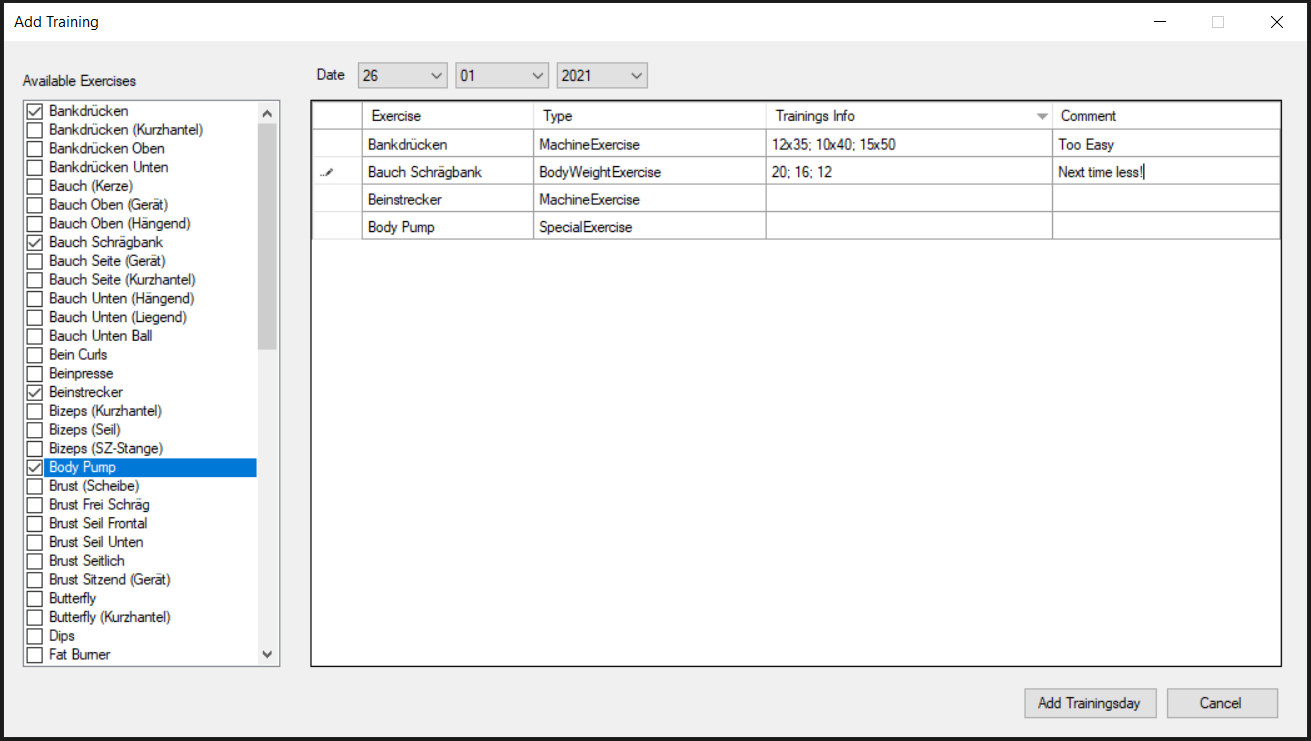 Add Training
Available Exercises
Bankdrücken
Bankdrücken (Kurzhantel)
Bankdrücken Oben
Bankdrücken Unten
Bauch (Kerze)
Bauch Oben (Gerät)
Bauch Oben (Hängend)
Bauch Schrägbank
Bauch Seite (Gerät)
Bauch Seite (Kurzhantel)
Bauch Unten (Hängend)
Bauch Unten (Liegend)
Bauch Unten Ball
Bein Curls
Beinpresse
Beinstrecker
Bizeps (Kurzhantel)
Bizeps (Seil)
Bizeps (SZ-Stange)
Body Pump
Brust (Scheibe)
Brust Frei Schräg
Brust Seil Frontal
Brust Seil Unten
Brust Seitlich
Brust Sitzend (Gerät)
Butterfly
Butterfly (Kurzhantel)
Dips
Fat Burner
Date 26 01 2021
Exercise Type Trainings Info Comment
Bankdrücken MachineExercise 12x35; 10x40; 15x50 Too Easy
Bauch Schrägbank BodyWeightExercise 20; 16; 12 Next time less!
Beinstrecker MachineExercise
Body Pump SpecialExercise
Add Trainingsday Cancel